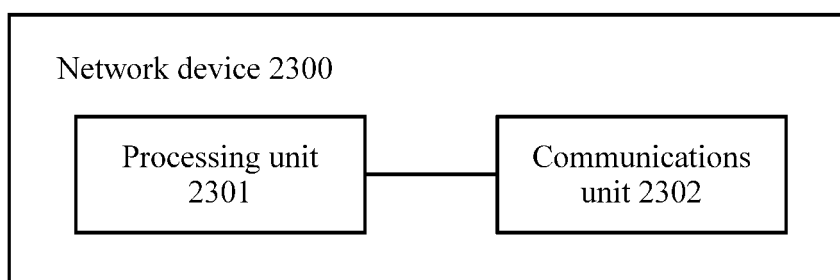 Network device 2300
Processing unit
2301
Communications
unit 2302